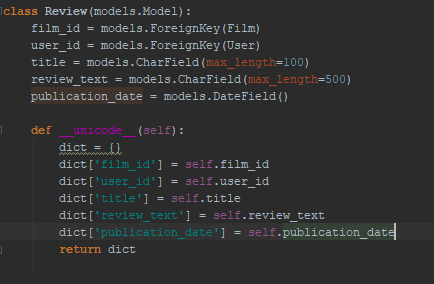 class Review(models.Model):
    film_id = models.ForeignKey(Film)
    user_id = models.ForeignKey(User)
    title = models.CharField(max_length=100)
    review_text = models.CharField(max_length=500)
    publication_date = models.DateField()
    def __unicode__(self):
        dict = {}
        dict['film_id'] = self.film_id
        dict['user_id'] = self.user_id
        dict['title'] = self.title
        dict['review_text'] = self.review_text
        dict['publication_date'] = self.publication_date
        return dict